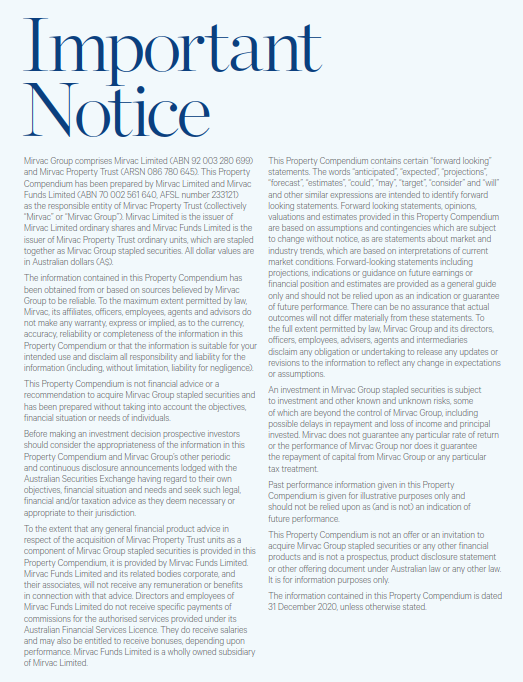 Important
Notice
Mirvac Group comprises Mirvac Limited (ABN 92 003 280 699)
and Mirvac Property Trust (ARSN 086 780 645). This Property
Compendium has been prepared by Mirvac Limited and Mirvac
Funds Limited (ABN 70 002 561 640, AFSL number 233121)
as the responsible entity of Mirvac Property Trust (collectively
"Mirvac" or "Mirvac Group"). Mirvac Limited is the issuer of
Mirvac Limited ordinary shares and Mirvac Funds Limited is the
issuer of Mirvac Property Trust ordinary units, which are stapled
together as Mirvac Group stapled securities. All dollar values are
in Australian dollars (A$).
The information contained in this Property Compendium has
been obtained from or based on sources believed by Mirvac
Group to be reliable. To the maximum extent permitted by law,
Mirvac, its affiliates, officers, employees, agents and advisors do
not make any warranty, express or implied, as to the currency,
accuracy, reliability or completeness of the information in this
Property Compendium or that the information is suitable for your
intended use and disclaim all responsibility and liability for the
information (including, without limitation, liability for negligence).
This Property Compendium is not financial advice or a
recommendation to acquire Mirvac Group stapled securities and
has been prepared without taking into account the objectives,
financial situation or needs of individuals.
Before making an investment decision prospective investors
should consider the appropriateness of the information in this
Property Compendium and Mirvac Group's other periodic
and continuous disclosure announcements lodged with the
Australian Securities Exchange having regard to their own
objectives, financial situation and needs and seek such legal,
financial and/or taxation advice as they deem necessary or
appropriate to their jurisdiction.
To the extent that any general financial product advice in
respect of the acquisition of Mirvac Property Trust units as a
component of Mirvac Group stapled securities is provided in this
Property Compendium, it is provided by Mirvac Funds Limited.
Mirvac Funds Limited and its related bodies corporate, and
their associates, will not receive any remuneration or benefits
in connection with that advice. Directors and employees of
Mirvac Funds Limited do not receive specific payments of
commissions for the authorised services provided under its
Australian Financial Services Licence. They do receive salaries
and may also be entitled to receive bonuses, depending upon
performance. Mirvac Funds Limited is a wholly owned subsidiary
of Mirvac Limited.
This Property Compendium contains certain "forward looking"
statements. The words "anticipated", "expected", "projections",
"forecast", "estimates", "could", "may", "target", "consider" and "will"
and other similar expressions are intended to identify forward
looking statements. Forward looking statements, opinions,
valuations and estimates provided in this Property Compendium
are based on assumptions and contingencies which are subject
to change without notice, as are statements about market and
industry trends, which are based on interpretations of current
market conditions. Forward-looking statements including
projections, indications or guidance on future earnings or
financial position and estimates are provided as a general guide
only and should not be relied upon as an indication or guarantee
of future performance. There can be no assurance that actual
outcomes will not differ materially from these statements. To
the full extent permitted by law, Mirvac Group and its directors,
officers, employees, advisers, agents and intermediaries
disclaim any obligation or undertaking to release any updates or
revisions to the information to reflect any change in expectations
or assumptions.
An investment in Mirvac Group stapled securities is subject
to investment and other known and unknown risks, some
of which are beyond the control of Mirvac Group, including
possible delays in repayment and loss of income and principal
invested. Mirvac does not guarantee any particular rate of return
or the performance of Mirvac Group nor does it guarantee
the repayment of capital from Mirvac Group or any particular
tax treatment.
Past performance information given in this Property
Compendium is given for illustrative purposes only and
should not be relied upon as (and is not) an indication of
future performance.
This Property Compendium is not an offer or an invitation to
acquire Mirvac Group stapled securities or any other financial
products and is not a prospectus, product disclosure statement
or other offering document under Australian law or any other law.
It is for information purposes only.
The information contained in this Property Compendium is dated
31 December 2020, unless otherwise stated.